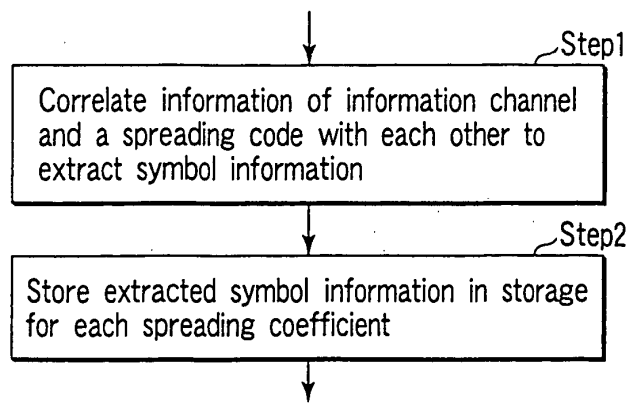 Step1
Correlate information of information channel
and a spreading code with each other to
extract symbol information
Step2
Store extracted symbol information in storage
for each spreading coefficient